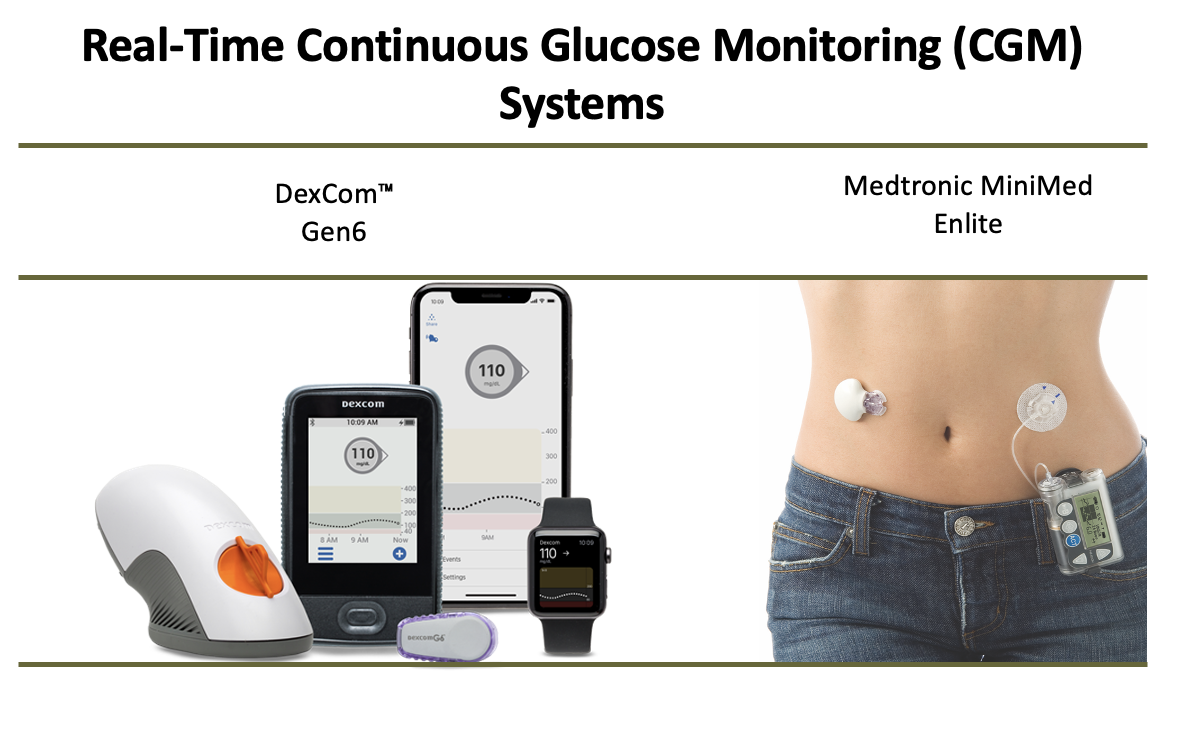 Real-Time Continuous Glucose Monitoring (CGM)
Systems
DexCom™
Gen6
Medtronic MiniMed
Enlite
10:09
Share
110
mg/dL
400
300
200
9AM
Events
Settings
Dexcom
10:09 AM
110
mg/dL
400
300
200
100
40
8 AM 9 AM Now
Dexcom 10:09
110 →
mg/dL
dexcom
dexcomG6